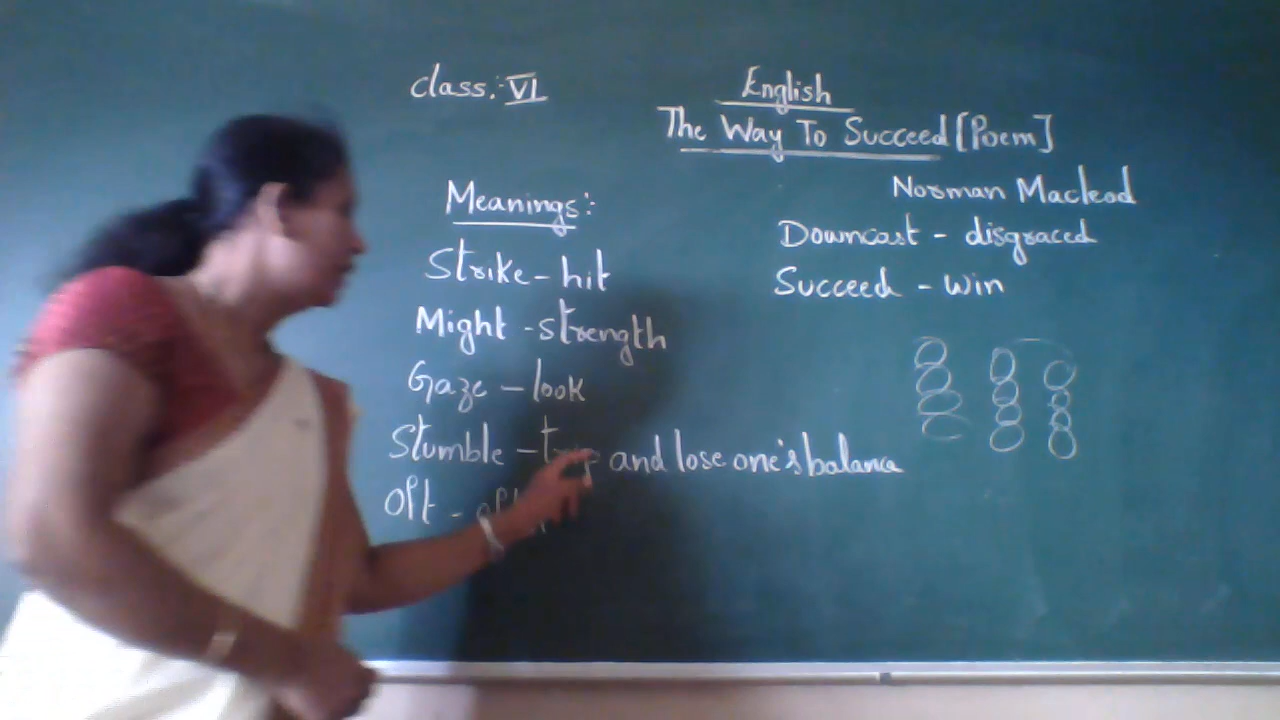 Class:- VI
English
The Way To Succeed [Poem]
Norman Macleod
Meanings:-
Strike - hit
Might - strength
Gaze - look
Stumble - trip and lose one's balance
Oft -
Downcast - disgraced
Succeed - win